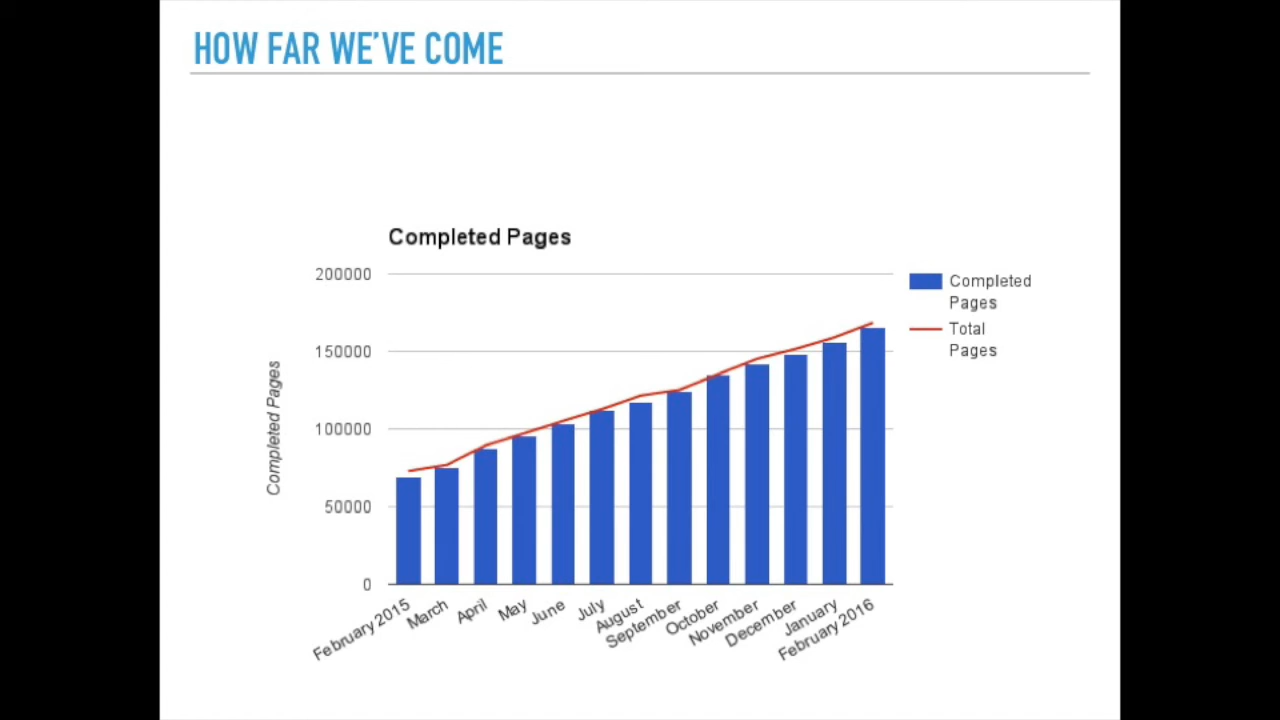 HOW FAR WE'VE COME
Completed Pages
200000
150000
100000
50000
0
Completed Pages
Completed
Pages
Total
Pages
February 2015
March
April
May
June
July
August
September
October
November
December
January
February 2016